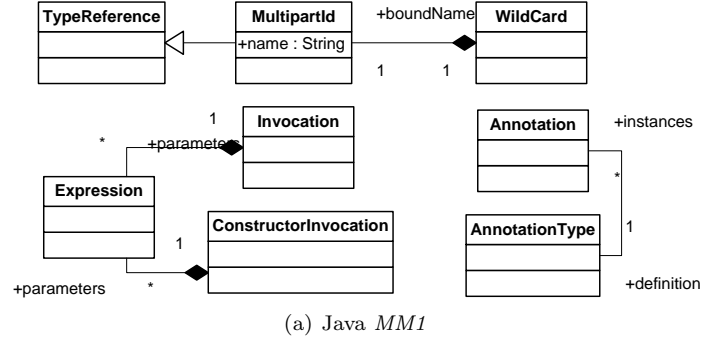 TypeReference
MultipartId
+name : String
+boundName
WildCard
1
1
1
Invocation
*
+parameters
Expression
Annotation
+instances
*
1
AnnotationType
+definition
1
ConstructorInvocation
+parameters
*
(a) Java MM1